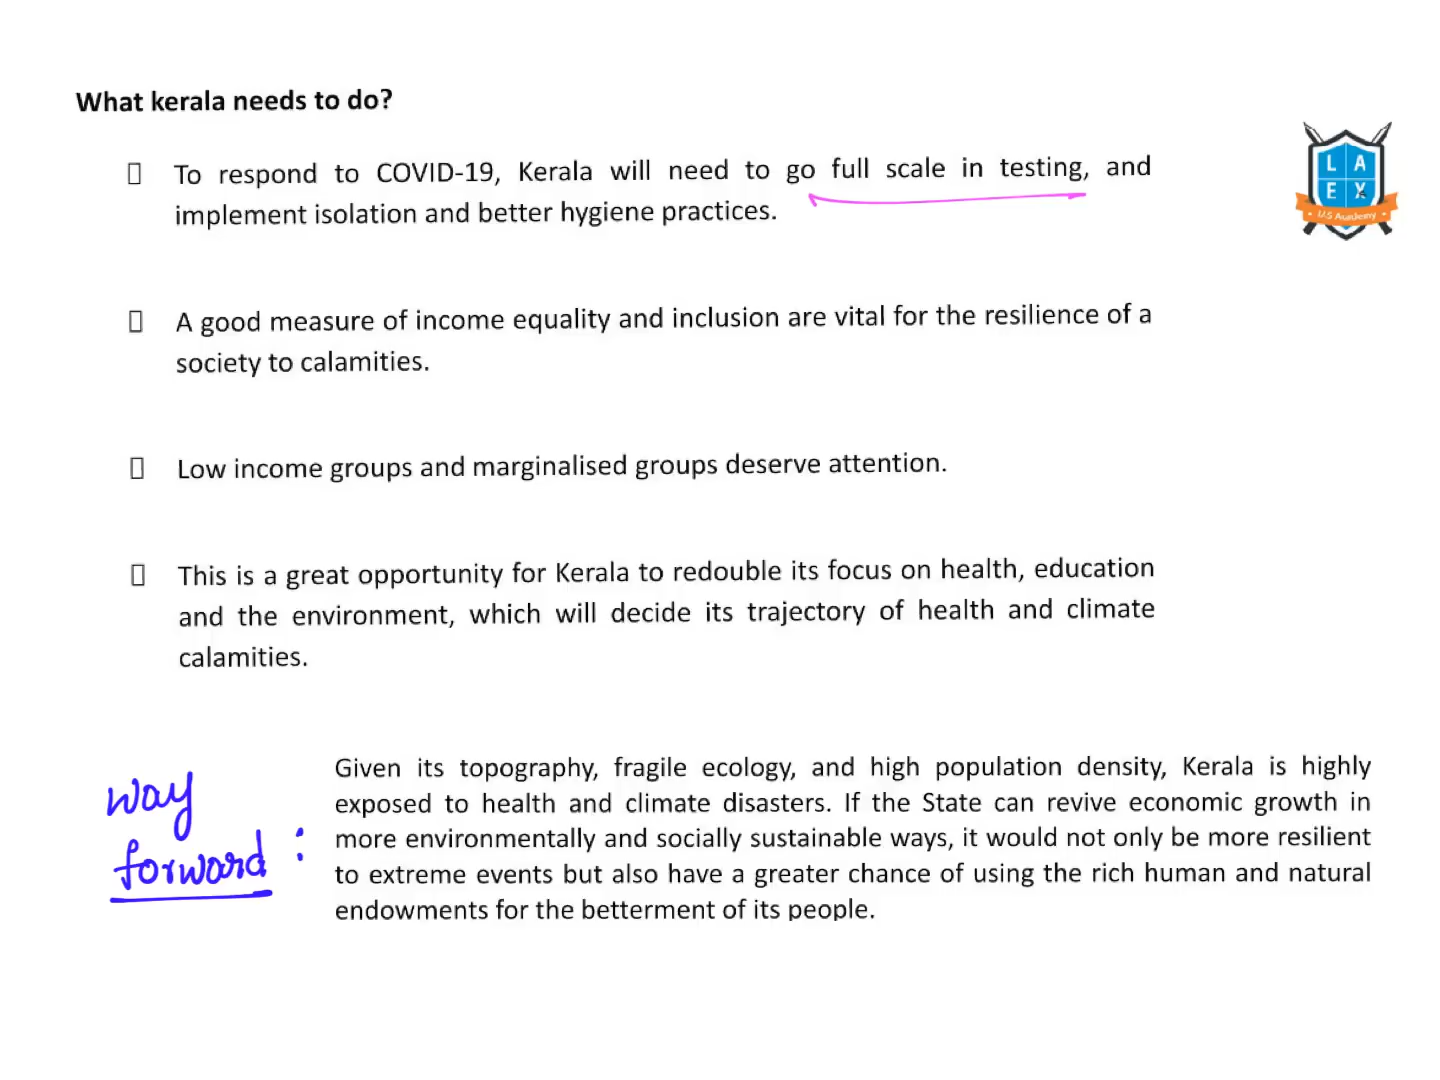 What kerala needs to do?
To respond to COVID-19, Kerala will need to go full scale in testing, and
implement isolation and better hygiene practices.
L A
E X
U.S Academy
A good measure of income equality and inclusion are vital for the resilience of a
society to calamities.
Low income groups and marginalised groups deserve attention.
This is a great opportunity for Kerala to redouble its focus on health, education
and the environment, which will decide its trajectory of health and climate
calamities.
way
forward :
Given its topography, fragile ecology, and high population density, Kerala is highly
exposed to health and climate disasters. If the State can revive economic growth in
more environmentally and socially sustainable ways, it would not only be more resilient
to extreme events but also have a greater chance of using the rich human and natural
endowments for the betterment of its people.